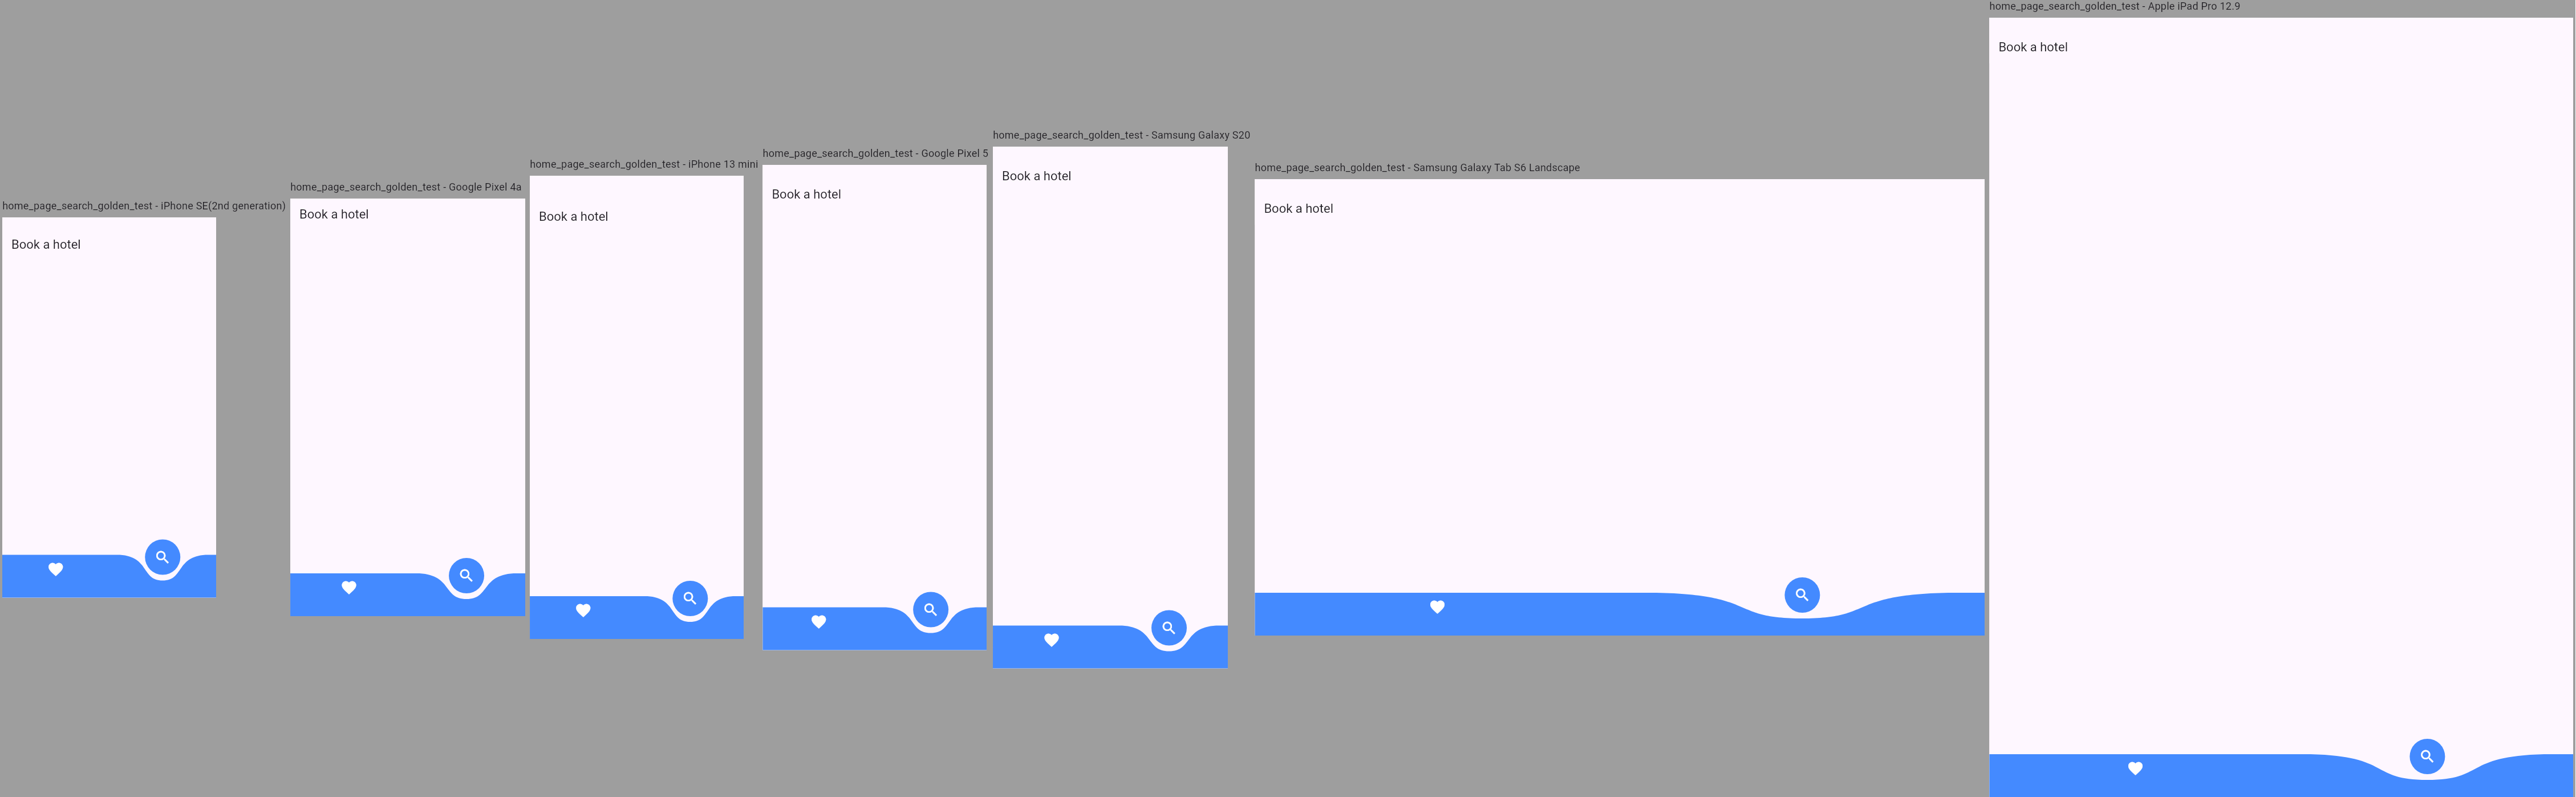 home_page_search_golden_test - iPhone SE(2nd generation)
Book a hotel
home_page_search_golden_test - Google Pixel 4a
Book a hotel
home_page_search_golden_test - iPhone 13 mini
Book a hotel
home_page_search_golden_test - Google Pixel 5
Book a hotel
home_page_search_golden_test - Samsung Galaxy S20
Book a hotel
home_page_search_golden_test - Samsung Galaxy Tab S6 Landscape
Book a hotel
home_page_search_golden_test - Apple iPad Pro 12.9
Book a hotel